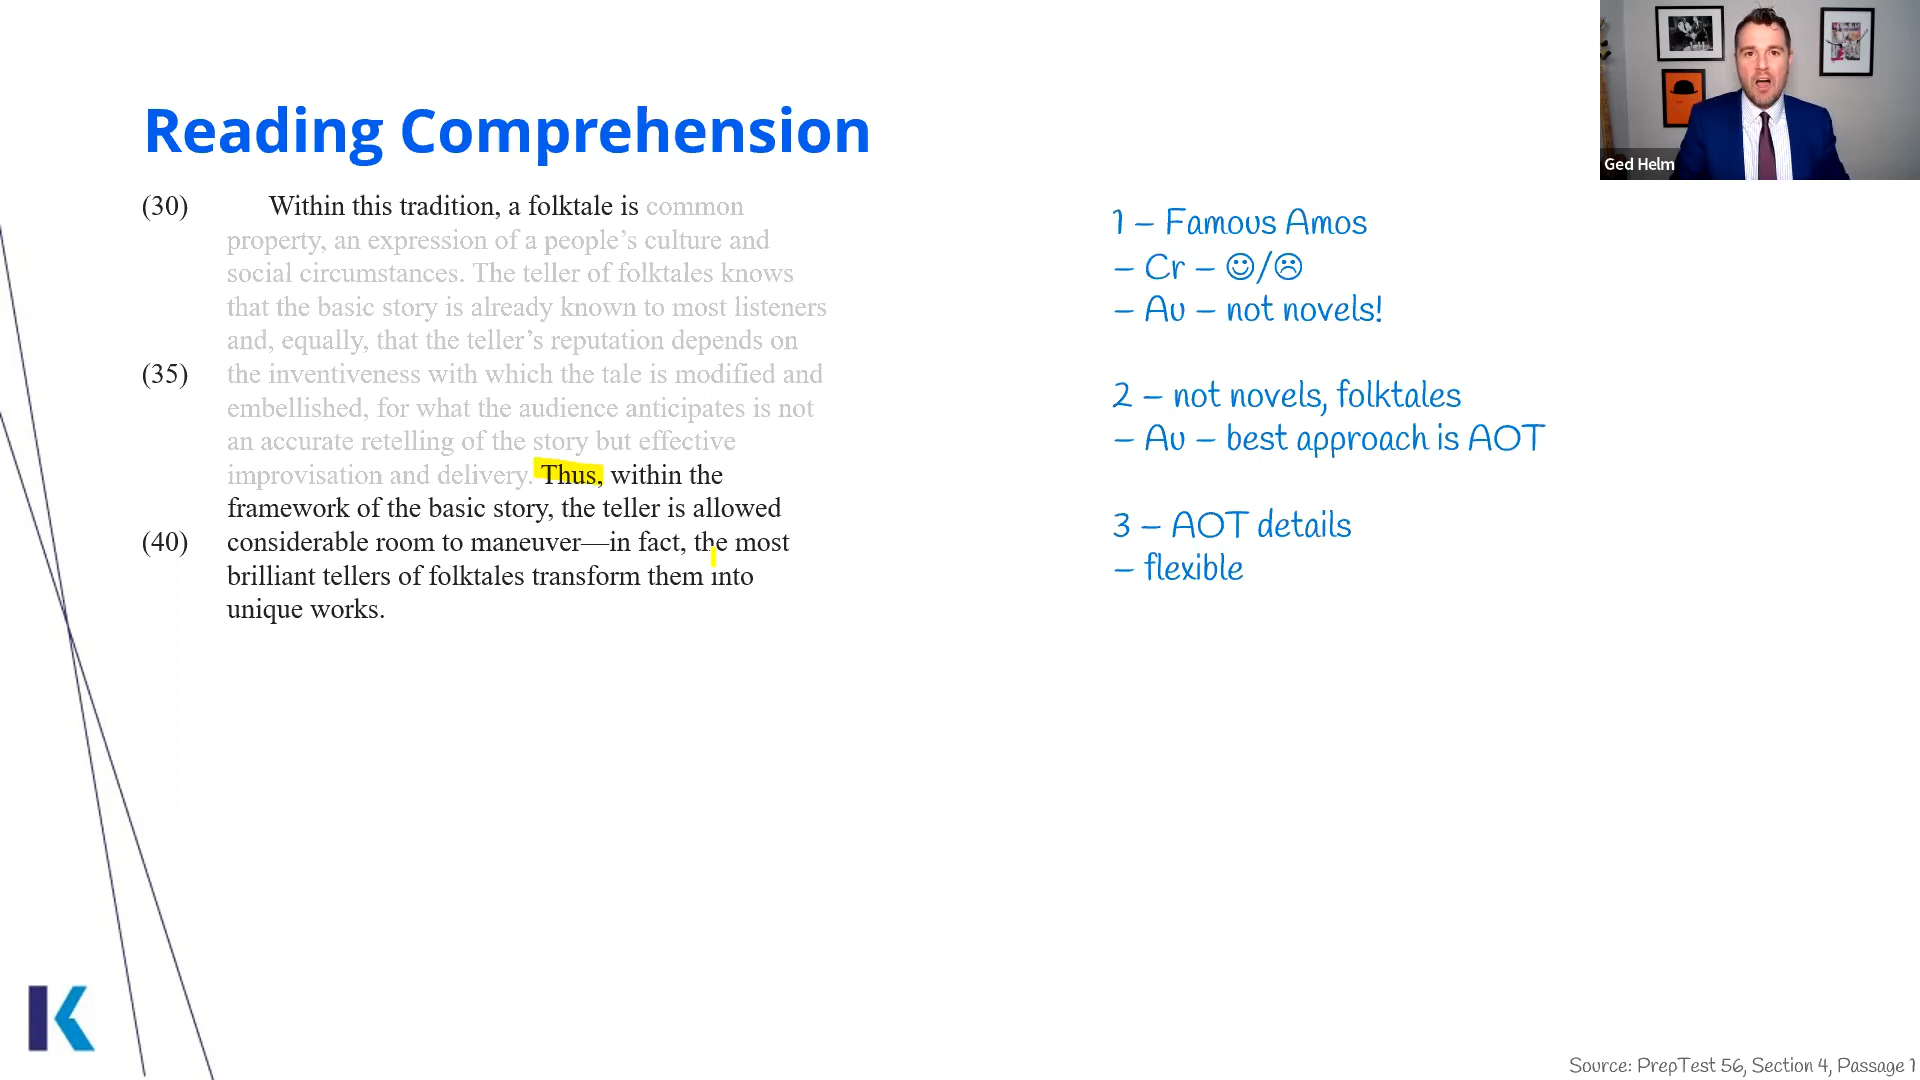 Reading Comprehension
(30) Within this tradition, a folktale is common
property, an expression of a people’s culture and
social circumstances. The teller of folktales knows
that the basic story is already known to most listeners
and, equally, that the teller’s reputation depends on
(35) the inventiveness with which the tale is modified and
embellished, for what the audience anticipates is not
an accurate retelling of the story but effective
improvisation and delivery. Thus, within the
framework of the basic story, the teller is allowed
(40) considerable room to maneuver—in fact, the most
brilliant tellers of folktales transform them into
unique works.
1 – Famous Amos
– Cr – ☺/☹
– Au – not novels!
2 – not novels, folktales
– Au – best approach is AOT
3 – AOT details
– flexible
Ged Helm
K
Source: PrepTest 56, Section 4, Passage 1